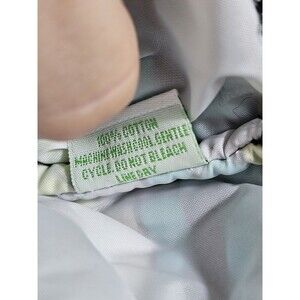 100% COTTON
MACHINE WASH COOL GENTLE
CYCLE. DO NOT BLEACH
LINE DRY